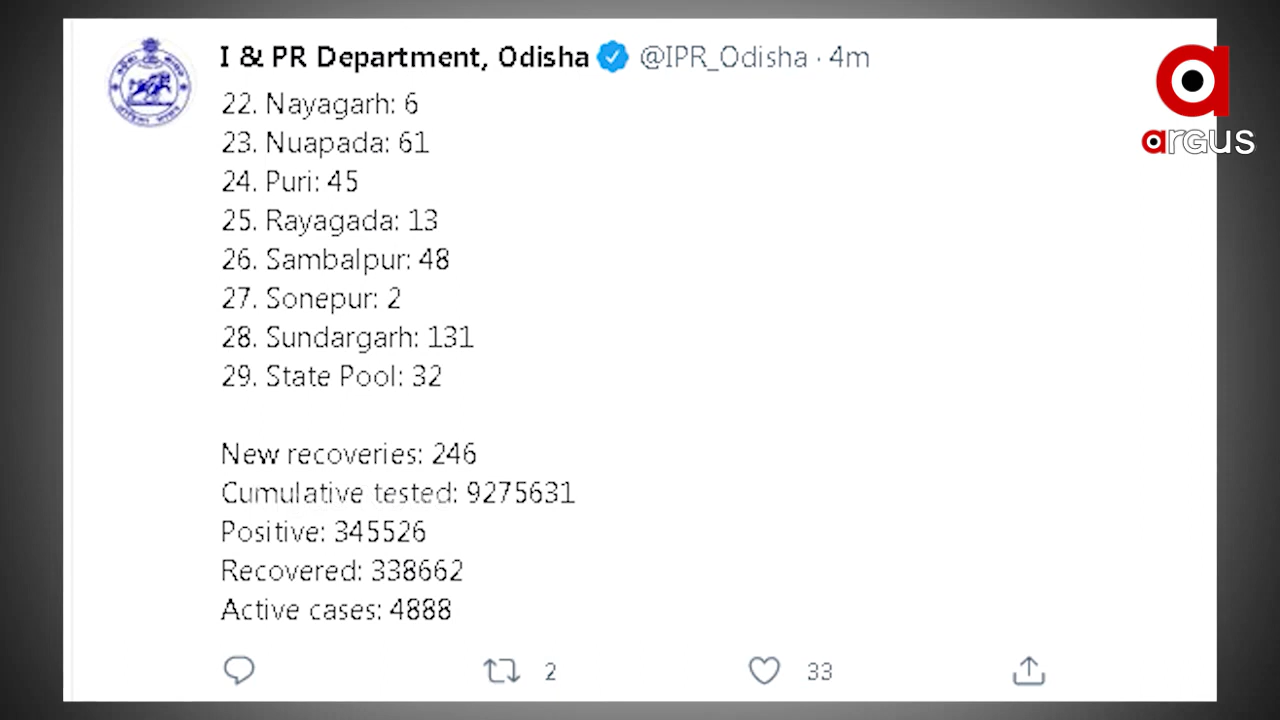 I & PR Department, Odisha @IPR_Odisha · 4m
22. Nayagarh: 6
23. Nuapada: 61
24. Puri: 45
25. Rayagada: 13
26. Sambalpur: 48
27. Sonepur: 2
28. Sundargarh: 131
29. State Pool: 32
New recoveries: 246
Cumulative tested: 9275631
Positive: 345526
Recovered: 338662
Active cases: 4888
2 33
argus